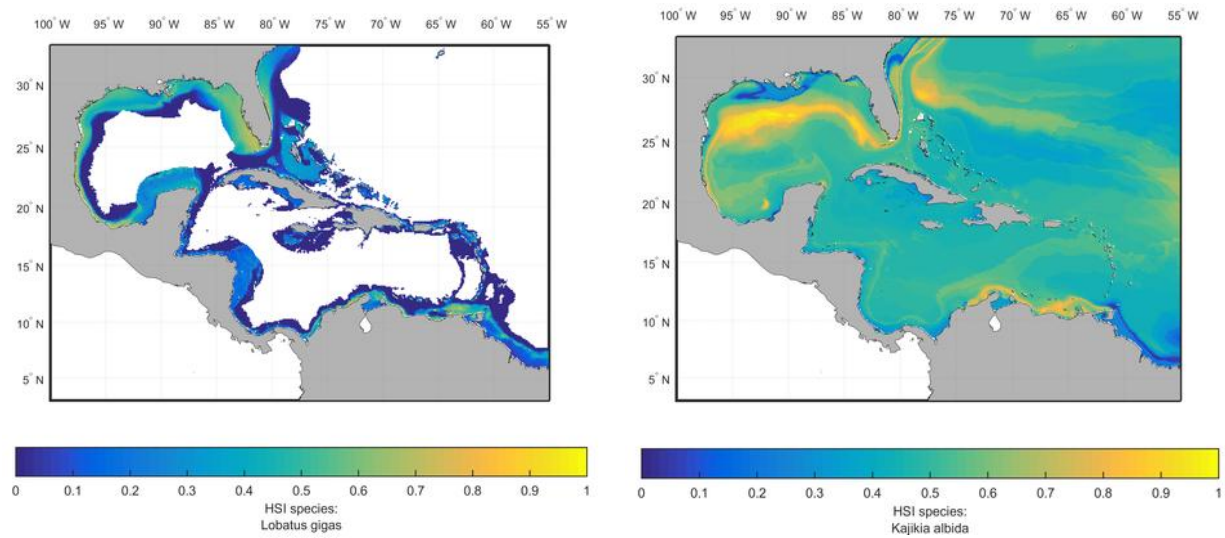 100° W 95° W 90° W 85° W 80° W 75° W 70° W 65° W 60° W 55° W
30° N
25° N
20° N
15° N
10° N
5° N
0 0.1 0.2 0.3 0.4 0.5 0.6 0.7 0.8 0.9 1
HSI species:
Lobatus gigas
100° W 95° W 90° W 85° W 80° W 75° W 70° W 65° W 60° W 55° W
30° N
25° N
20° N
15° N
10° N
5° N
0 0.1 0.2 0.3 0.4 0.5 0.6 0.7 0.8 0.9 1
HSI species:
Kajikia albida